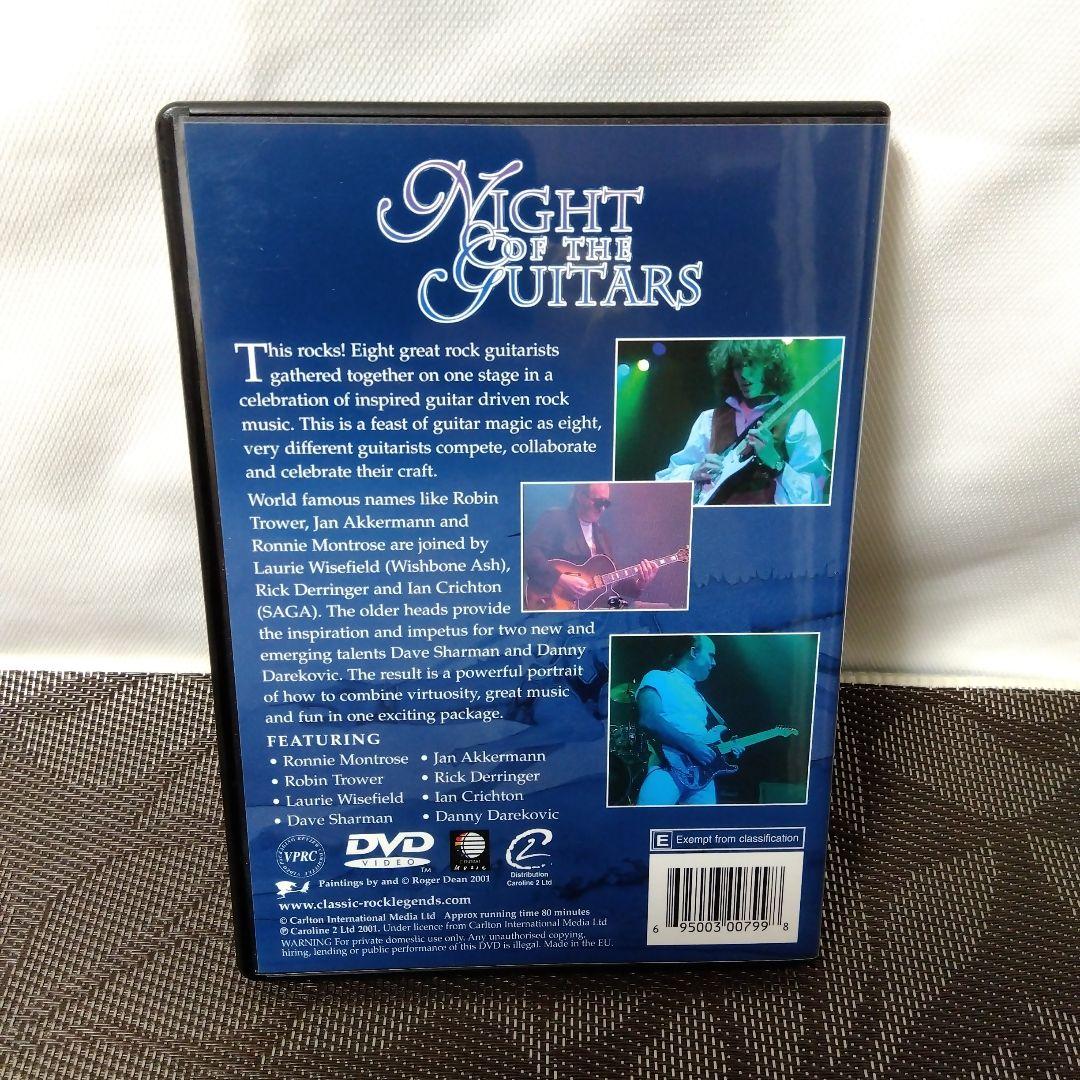 NIGHT
OF THE
GUITARS
This rocks! Eight great rock guitarists
gathered together on one stage in a
celebration of inspired guitar driven rock
music. This is a feast of guitar magic as eight,
very different guitarists compete, collaborate
and celebrate their craft.
World famous names like Robin
Trower, Jan Akkermann and
Ronnie Montrose are joined by
Laurie Wisefield (Wishbone Ash),
Rick Derringer and Ian Crichton
(SAGA). The older heads provide
the inspiration and impetus for two new and
emerging talents Dave Sharman and Danny
Darekovic. The result is a powerful portrait
of how to combine virtuosity, great music
and fun in one exciting package.
FEATURING
• Ronnie Montrose • Jan Akkermann
• Robin Trower • Rick Derringer
• Laurie Wisefield • Ian Crichton
• Dave Sharman • Danny Darekovic
VPRC
DVD
VIDEO
TM
CENTRAL
MUSIC
C2
Distribution
Caroline 2 Ltd
E Exempt from classification
Paintings by and © Roger Dean 2001
www.classic-rocklegends.com
© Carlton International Media Ltd Approx running time 80 minutes
℗ Caroline 2 Ltd 2001. Under licence from Carlton International Media Ltd
WARNING For private domestic use only. Any unauthorised copying,
hiring, lending or public performance of this DVD is illegal. Made in the EU.
6 95003 00799 8